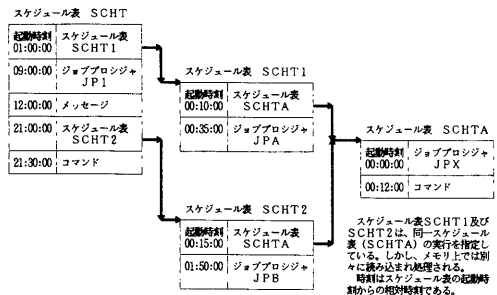 スケジュール表 SCHT
起動時刻 スケジュール表
01:00:00 SCHT1
09:00:00 ジョブプロシジャ
JP1
12:00:00 メッセージ
21:00:00 スケジュール表
SCHT2
21:30:00 コマンド
スケジュール表 SCHT1
起動時刻 スケジュール表
00:10:00 SCHTA
00:35:00 ジョブプロシジャ
JPA
スケジュール表 SCHT2
起動時刻 スケジュール表
00:15:00 SCHTA
01:50:00 ジョブプロシジャ
JPB
スケジュール表 SCHTA
起動時刻 ジョブプロシジャ
00:00:00 JPX
00:12:00 コマンド
スケジュール表SCHT1及び
SCHT2は、同一スケジュール
表(SCHTA)の実行を指定し
ている。しかし、メモリ上では別
々に読み込まれ処理される。
時刻はスケジュール表の起動時
刻からの相対時刻である。